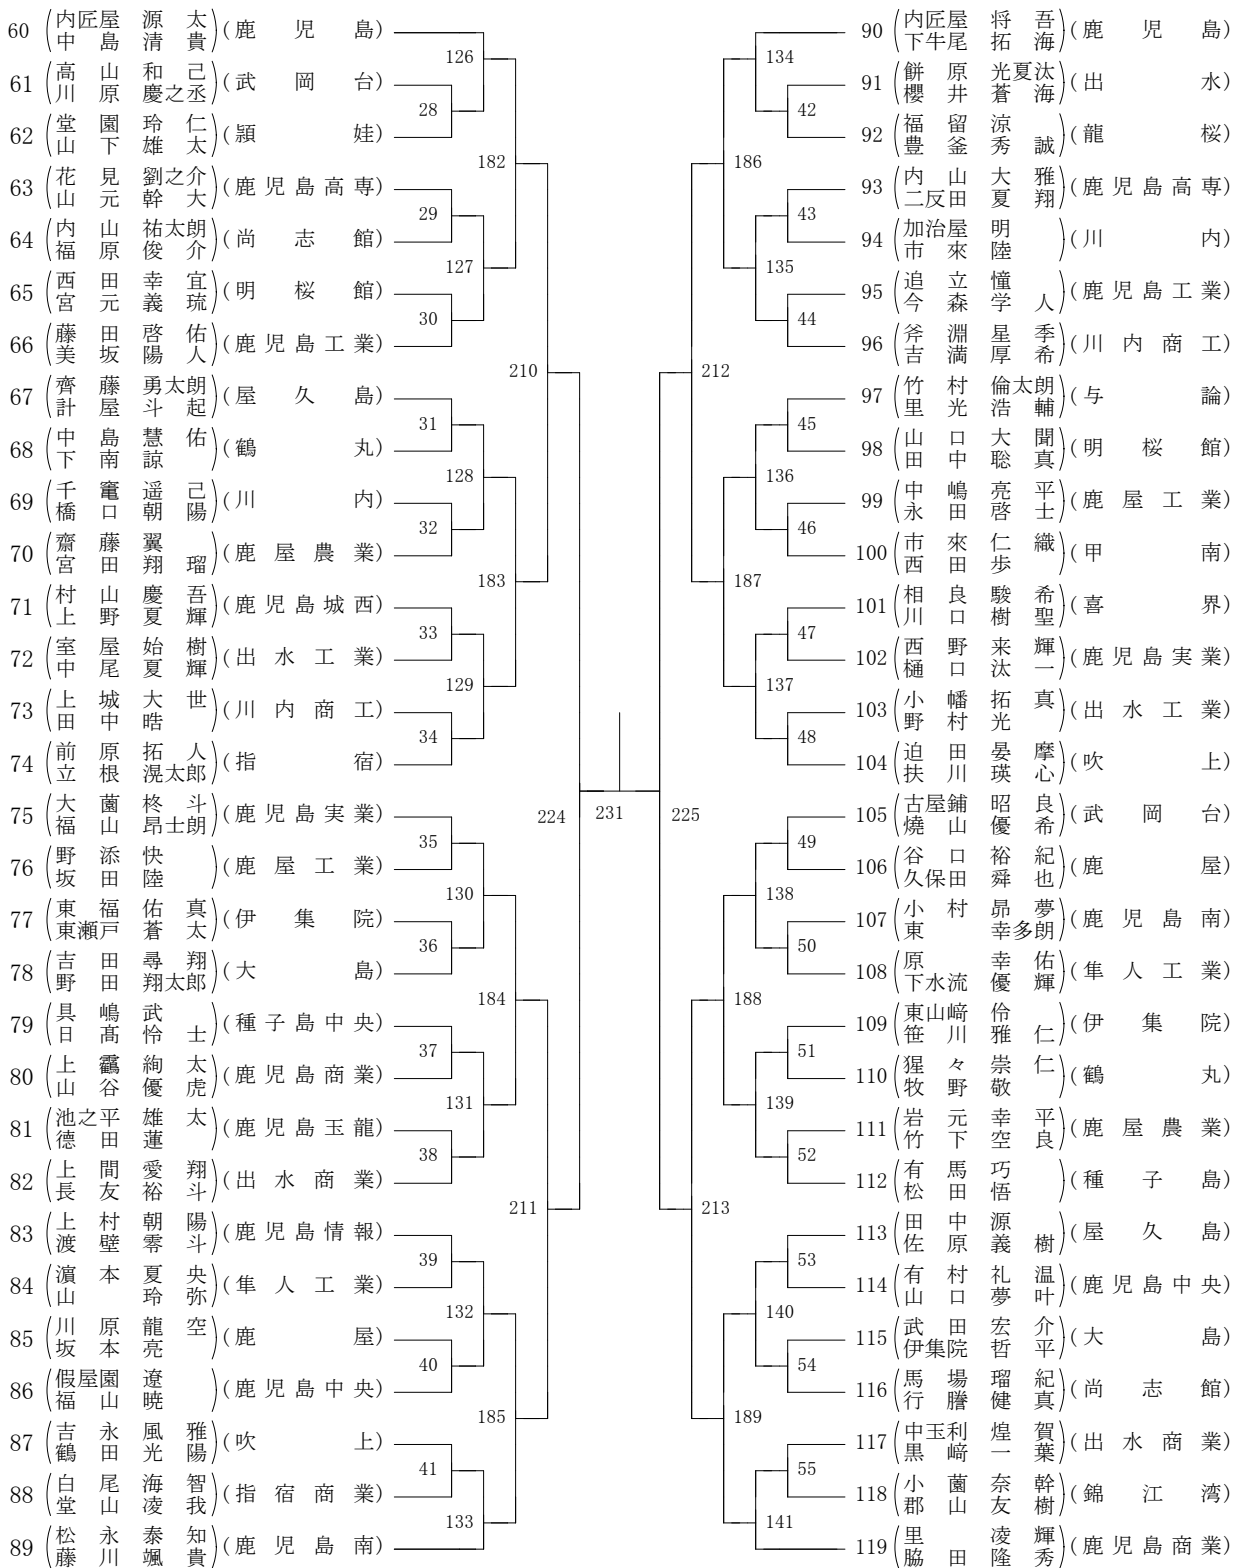 60 (内匠屋 源太 中島清貴)(鹿児島)
61 (高山和己 川原慶之丞)(武岡台)
62 (堂園玲仁 山下雄太)(頴娃)
63 (花見劉之介 山元幹大)(鹿児島高専)
64 (内山祐太朗 福原俊介)(尚志館)
65 (西田幸宜 宮元義琉)(明桜館)
66 (藤田啓佑 美坂陽人)(鹿児島工業)
67 (齊藤勇太朗 計屋斗起)(屋久島)
68 (中島慧佑 下南諒)(鶴丸)
69 (千竃遥己 橋口朝陽)(川内)
70 (齋藤翼 宮田翔瑠)(鹿屋農業)
71 (村山慶吾 上野夏輝)(鹿児島城西)
72 (室屋始樹 中尾夏輝)(出水工業)
73 (上城大世 田中晧)(川内商工)
74 (前原拓人 立根滉太郎)(指宿)
75 (大薗柊斗 福山昂士朗)(鹿児島実業)
76 (野添快 坂田陸)(鹿屋工業)
77 (東福佑真 東瀬戸蒼太)(伊集院)
78 (吉田尋翔 野田翔太郎)(大島)
79 (具嶋武 日髙怜士)(種子島中央)
80 (上靏絢太 山谷優虎)(鹿児島商業)
81 (池之平雄太 德田蓮)(鹿児島玉龍)
82 (上間愛翔 長友裕斗)(出水商業)
83 (上村朝陽 渡壁零斗)(鹿児島情報)
84 (濵本夏央 山玲弥)(隼人工業)
85 (川原龍空 坂本亮)(鹿屋)
86 (假屋園遼 福山暁)(鹿児島中央)
87 (吉永風雅 鶴田光陽)(吹上)
88 (白尾海智 堂山凌我)(指宿商業)
89 (松永泰知 藤川颯貴)(鹿児島南)
126
28
182
29
127
30
210
31
128
32
183
33
129
34
224
231
225
35
130
36
184
37
131
38
211
39
132
40
185
41
133
134
42
186
43
135
44
212
45
136
46
187
47
137
48
49
138
50
188
51
139
52
213
53
140
54
189
55
141
90 (内匠屋将吾 下牛尾拓海)(鹿児島)
91 (餅原光夏汰 櫻井蒼海)(出水)
92 (福留涼 豊釜秀誠)(龍桜)
93 (内山大雅 二反田夏翔)(鹿児島高専)
94 (加治屋明 市來陸)(川内)
95 (追立憧 今森学人)(鹿児島工業)
96 (斧淵星季 吉満厚希)(川内商工)
97 (竹村倫太朗 里光浩輔)(与論)
98 (山口大聞 田中聡真)(明桜館)
99 (中嶋亮平 永田啓士)(鹿屋工業)
100 (市來仁織 西田歩)(甲南)
101 (相良駿希 川口樹聖)(喜界)
102 (西野来輝 樋口汰一)(鹿児島実業)
103 (小幡拓真 野村光)(出水工業)
104 (迫田晏摩 扶川瑛心)(吹上)
105 (古屋鋪昭良 燒山優希)(武岡台)
106 (谷口裕紀 久保田舜也)(鹿屋)
107 (小村昴夢 東幸多朗)(鹿児島南)
108 (原幸佑 下水流優輝)(隼人工業)
109 (東山﨑伶 笹川雅仁)(伊集院)
110 (猩々崇仁 牧野敬)(鶴丸)
111 (岩元幸平 竹下空良)(鹿屋農業)
112 (有馬巧 松田悟)(種子島)
113 (田中源 佐原義樹)(屋久島)
114 (有村礼温 山口夢叶)(鹿児島中央)
115 (武田宏介 伊集院哲平)(大島)
116 (馬場瑠紀 行膳健真)(尚志館)
117 (中玉利煌賀 黒﨑一葉)(出水商業)
118 (小薗奈幹 郡山友樹)(錦江湾)
119 (里凌輝 脇田隆秀)(鹿児島商業)